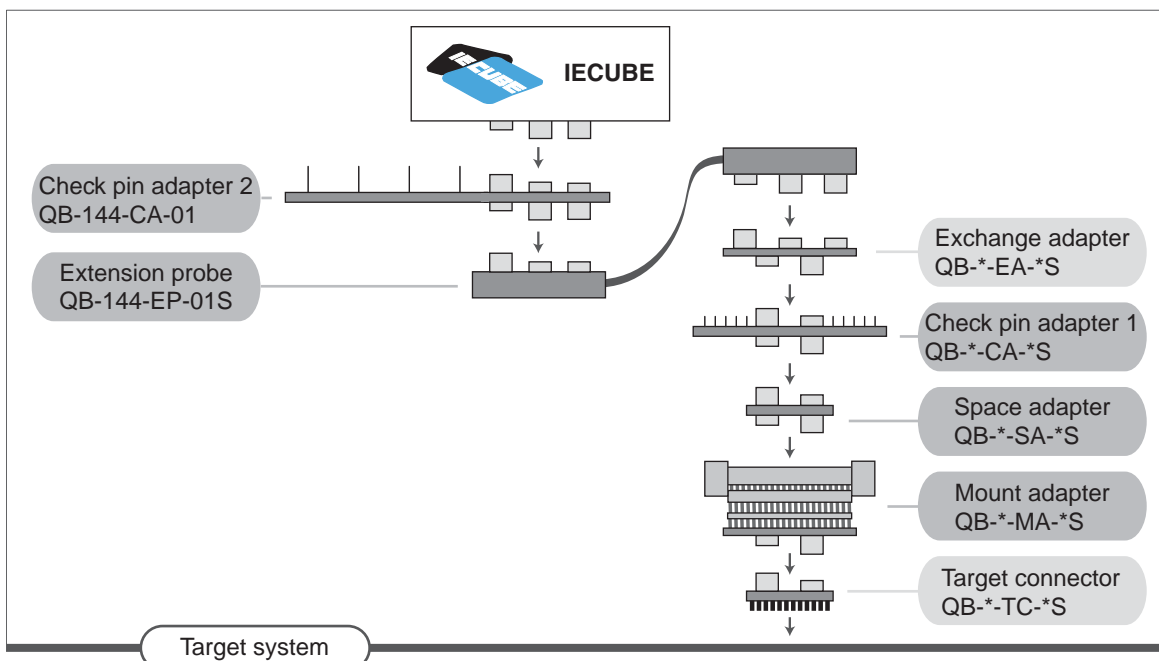 IECUBE
IECUBE
Check pin adapter 2
QB-144-CA-01
Extension probe
QB-144-EP-01S
Exchange adapter
QB-*-EA-*S
Check pin adapter 1
QB-*-CA-*S
Space adapter
QB-*-SA-*S
Mount adapter
QB-*-MA-*S
Target connector
QB-*-TC-*S
Target system